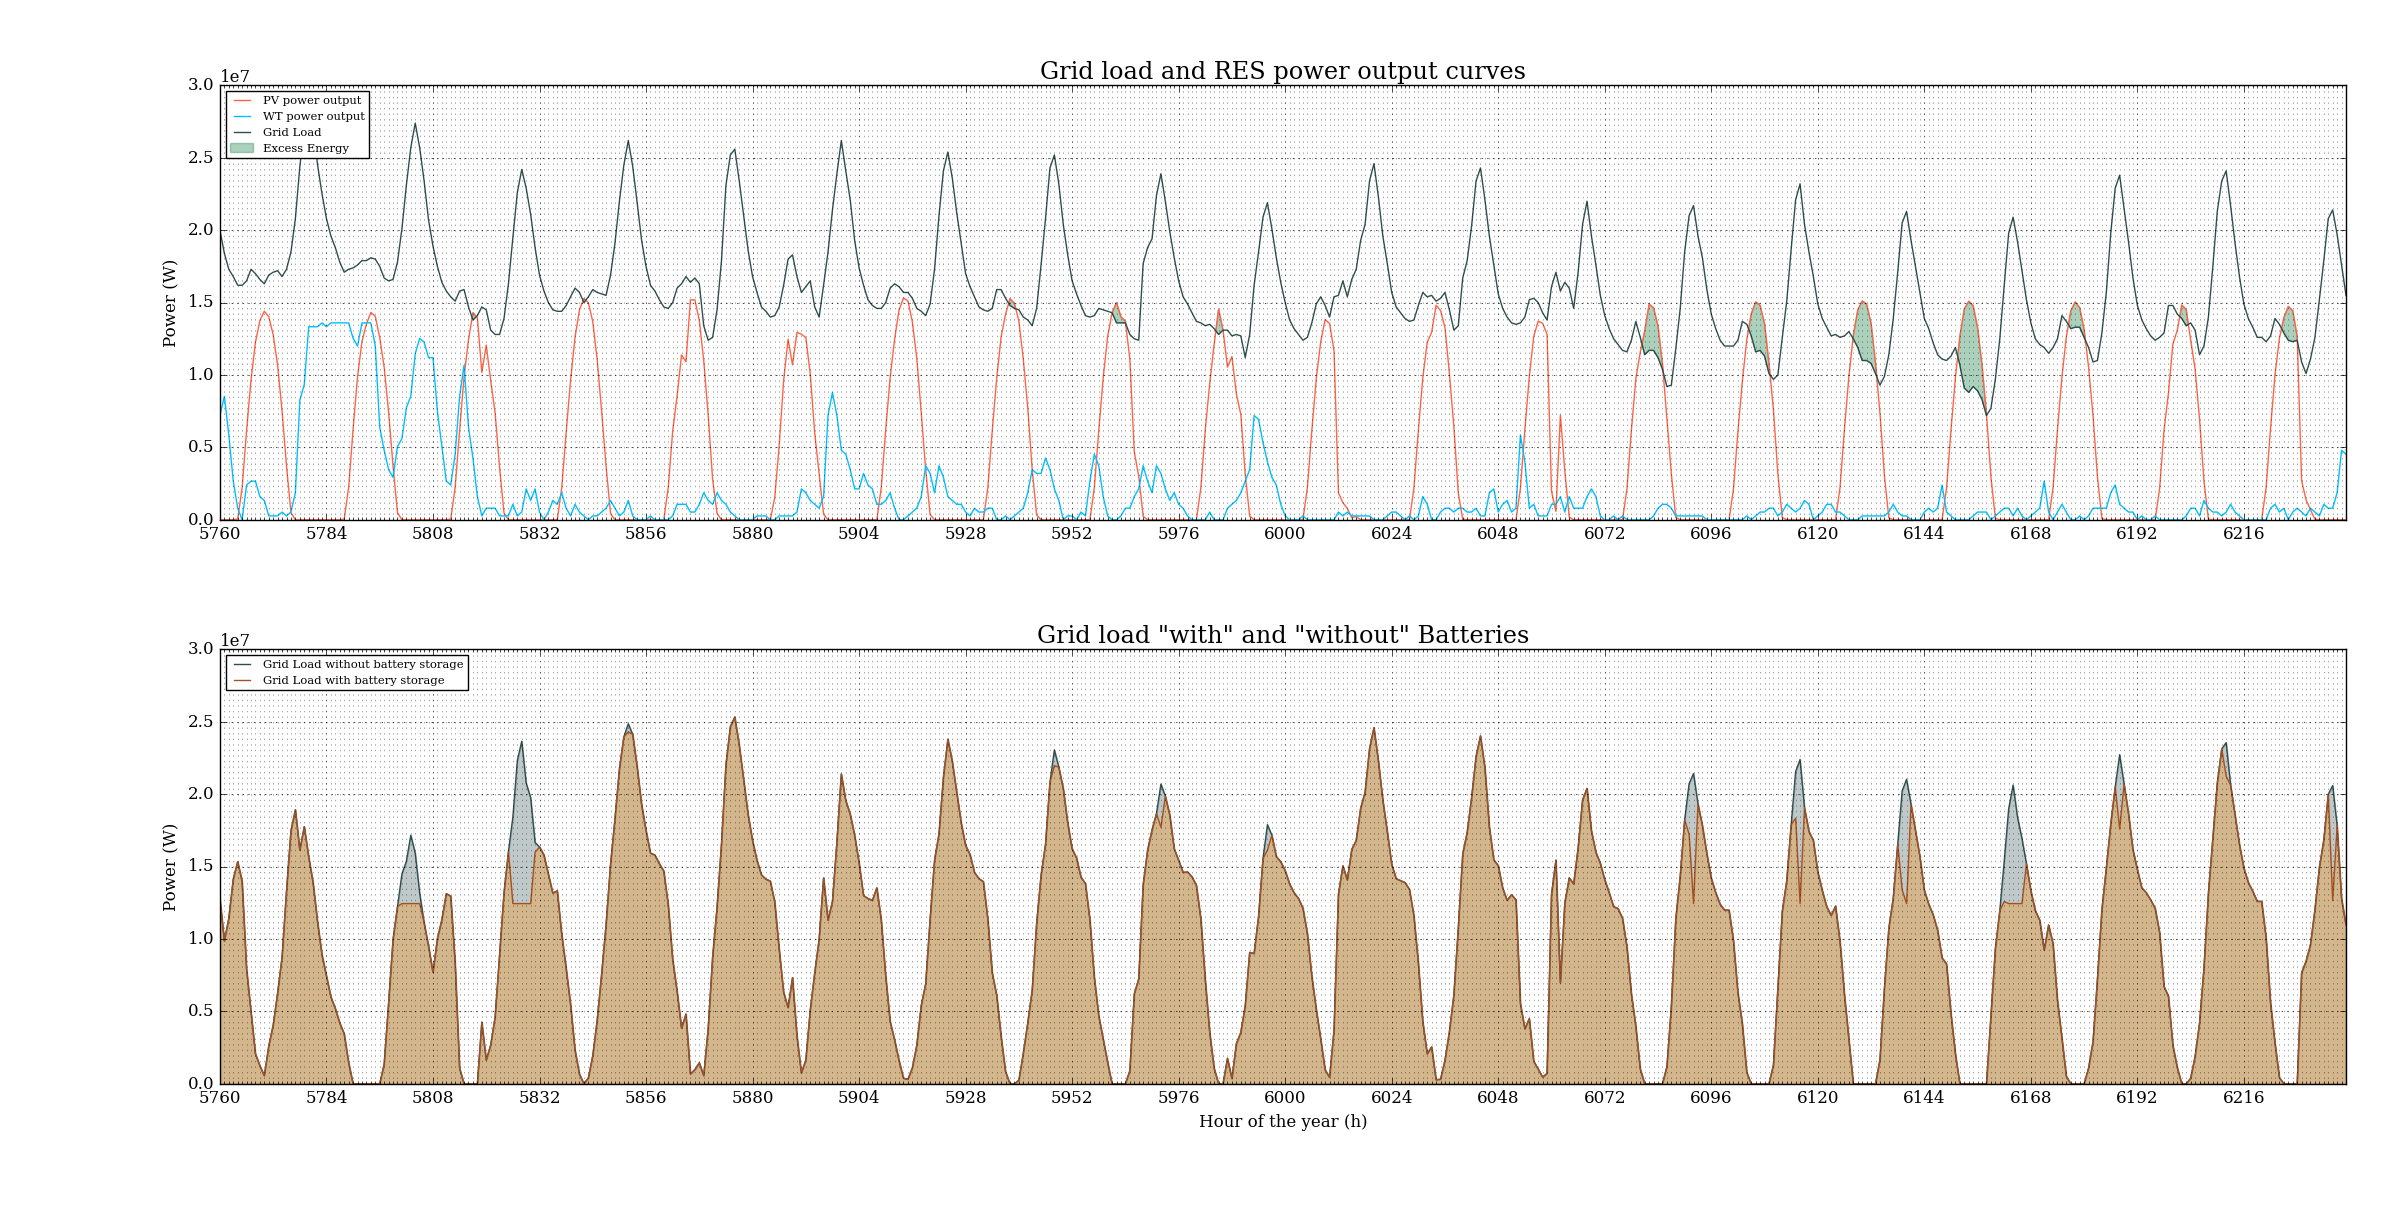 Grid load and RES power output curves
1e7
3.0
2.5
2.0
1.5
1.0
0.5
0.0
Power (W)
PV power output
WT power output
Grid Load
Excess Energy
5760 5784 5808 5832 5856 5880 5904 5928 5952 5976 6000 6024 6048 6072 6096 6120 6144 6168 6192 6216
Grid load "with" and "without" Batteries
1e7
3.0
2.5
2.0
1.5
1.0
0.5
0.0
Power (W)
Grid Load without battery storage
Grid Load with battery storage
5760 5784 5808 5832 5856 5880 5904 5928 5952 5976 6000 6024 6048 6072 6096 6120 6144 6168 6192 6216
Hour of the year (h)